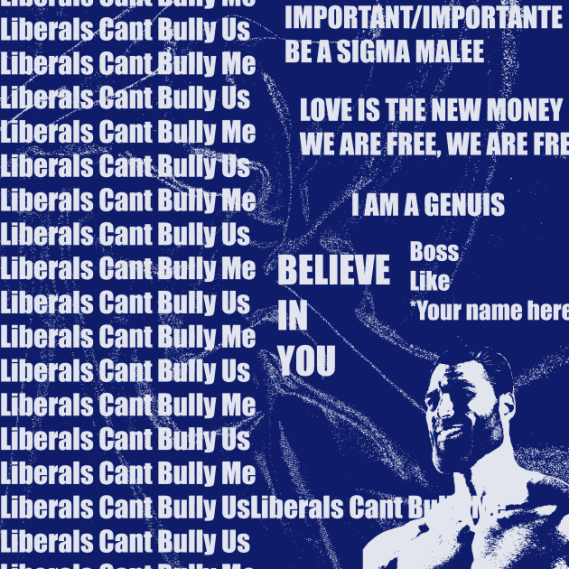 Liberals Cant Bully Me
Liberals Cant Bully Us
Liberals Cant Bully Me
Liberals Cant Bully Us
Liberals Cant Bully Me
Liberals Cant Bully Us
Liberals Cant Bully Me
Liberals Cant Bully Us
Liberals Cant Bully Me
Liberals Cant Bully Us
Liberals Cant Bully Me
Liberals Cant Bully Us
Liberals Cant Bully Me
Liberals Cant Bully Us
Liberals Cant Bully Me
Liberals Cant Bully UsLiberals Cant Bully Me
Liberals Cant Bully Us
Liberals Cant Bully Me
IMPORTANT/IMPORTANTE
BE A SIGMA MALEE
LOVE IS THE NEW MONEY
WE ARE FREE, WE ARE FRE
I AM A GENUIS
BELIEVE
IN
YOU
Boss
Like
*Your name here